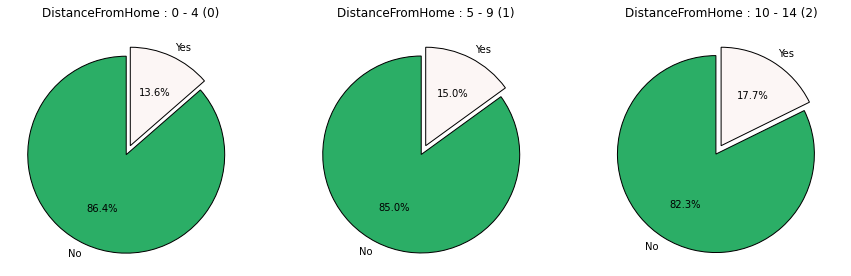 DistanceFromHome : 0 - 4 (0)
Yes
13.6%
86.4%
No
DistanceFromHome : 5 - 9 (1)
Yes
15.0%
85.0%
No
DistanceFromHome : 10 - 14 (2)
Yes
17.7%
82.3%
No